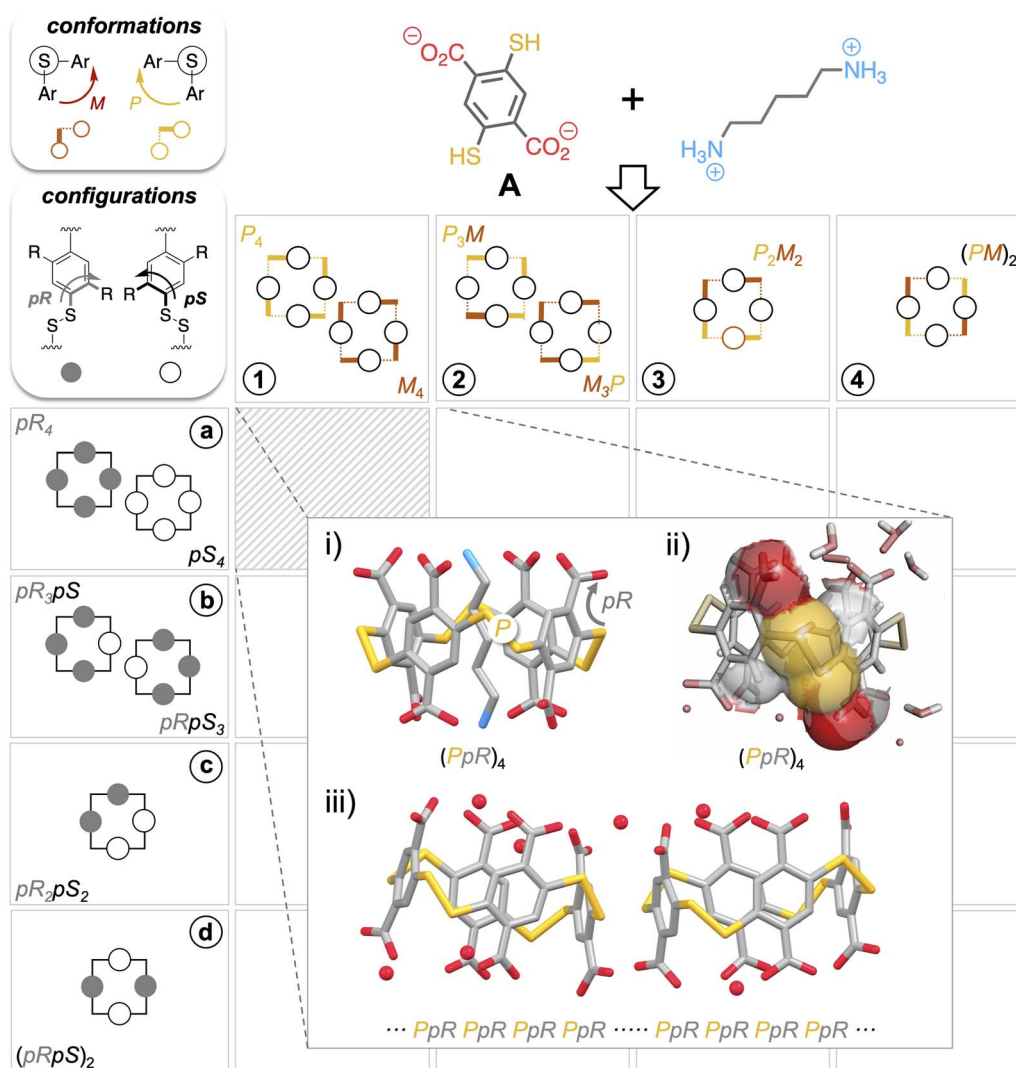 conformations
S Ar
Ar
M
Ar S
Ar
P
configurations
R
R
pR
S
S
R
R
pS
S
S
⊖
O₂C
SH
HS
CO₂
⊖
A
+
⊕
NH₃
H₃N
⊕
P₄
M₄
1
P₃M
M₃P
2
P₂M₂
3
(PM)₂
4
pR₄
a
pS₄
pR₃pS
b
pRpS₃
c
pR₂pS₂
d
(pRpS)₂
i)
P
pR
(PpR)₄
ii)
(PpR)₄
iii)
··· PpR PpR PpR PpR ····· PpR PpR PpR PpR ···